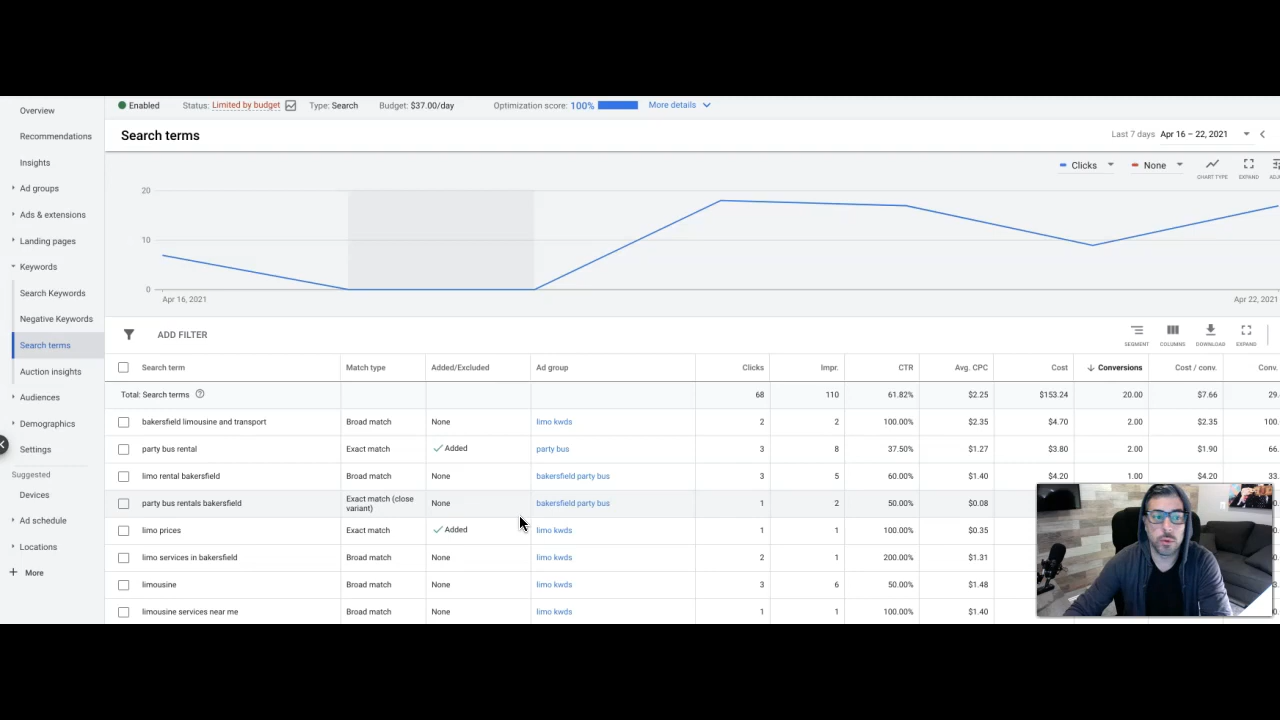 Overview
Recommendations
Insights
Ad groups
Ads & extensions
Landing pages
Keywords
Search Keywords
Negative Keywords
Search terms
Auction insights
Audiences
Demographics
Settings
Suggested
Devices
Ad schedule
Locations
More
Enabled Status: Limited by budget Type: Search Budget: $37.00/day Optimization score: 100% More details
Search terms Last 7 days Apr 16 – 22, 2021
Clicks None CHART TYPE EXPAND
20
10
0
Apr 16, 2021 Apr 22, 2021
ADD FILTER SEGMENT COLUMNS DOWNLOAD EXPAND
Search term Match type Added/Excluded Ad group Clicks Impr. CTR Avg. CPC Cost Conversions Cost / conv. Conv.
Total: Search terms 68 110 61.82% $2.25 $153.24 20.00 $7.66 29.
bakersfield limousine and transport Broad match None limo kwds 2 2 100.00% $2.35 $4.70 2.00 $2.35 100.
party bus rental Exact match Added party bus 3 8 37.50% $1.27 $3.80 2.00 $1.90 66.
limo rental bakersfield Broad match None bakersfield party bus 3 5 60.00% $1.40 $4.20 1.00 $4.20 33.
party bus rentals bakersfield Exact match (close variant) None bakersfield party bus 1 2 50.00% $0.08
limo prices Exact match Added limo kwds 1 1 100.00% $0.35
limo services in bakersfield Broad match None limo kwds 2 1 200.00% $1.31
limousine Broad match None limo kwds 3 6 50.00% $1.48
limousine services near me Broad match None limo kwds 1 1 100.00% $1.40